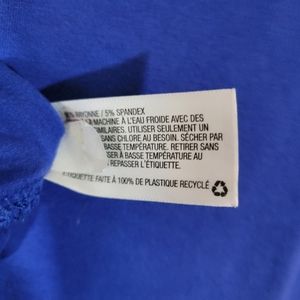 RAYONNE / 5% SPANDEX
LA MACHINE À L'EAU FROIDE AVEC DES
SIMILAIRES. UTILISER SEULEMENT UN
SANS CHLORE AU BESOIN. SÉCHER PAR
BASSE TEMPÉRATURE. RETIRER SANS
À BASSE TEMPÉRATURE.
REPASSER L'ÉTIQUETTE.
ÉTIQUETTE FAITE À 100% DE PLASTIQUE RECYCLÉ